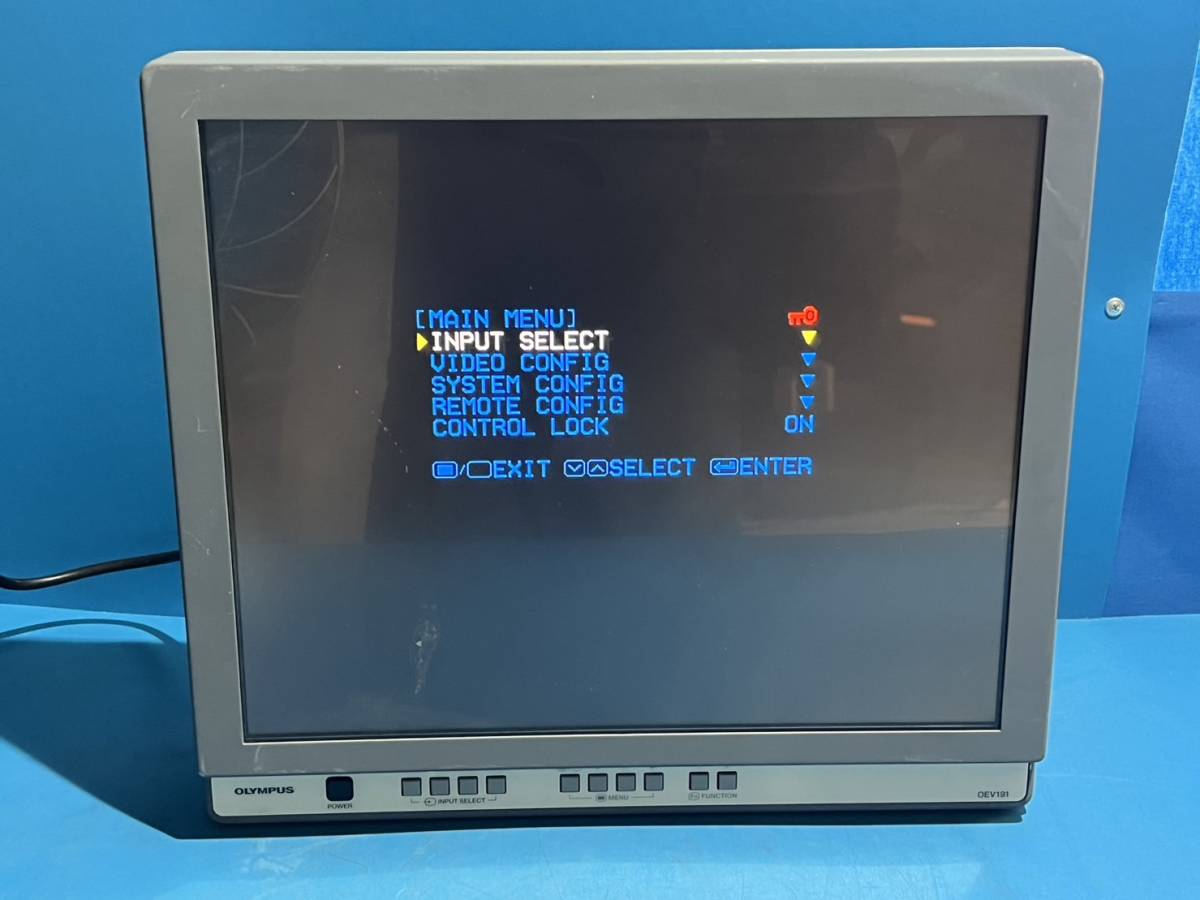 [MAIN MENU]
INPUT SELECT
VIDEO CONFIG
SYSTEM CONFIG
REMOTE CONFIG
CONTROL LOCK ON
/ EXIT SELECT ENTER
OLYMPUS
POWER
INPUT SELECT
MENU
Fn FUNCTION
OEV191